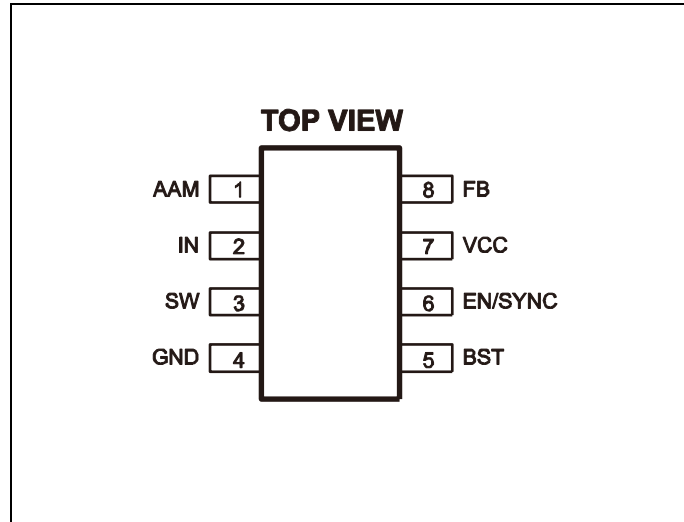 TOP VIEW
AAM 1 8 FB
IN 2 7 VCC
SW 3 6 EN/SYNC
GND 4 5 BST